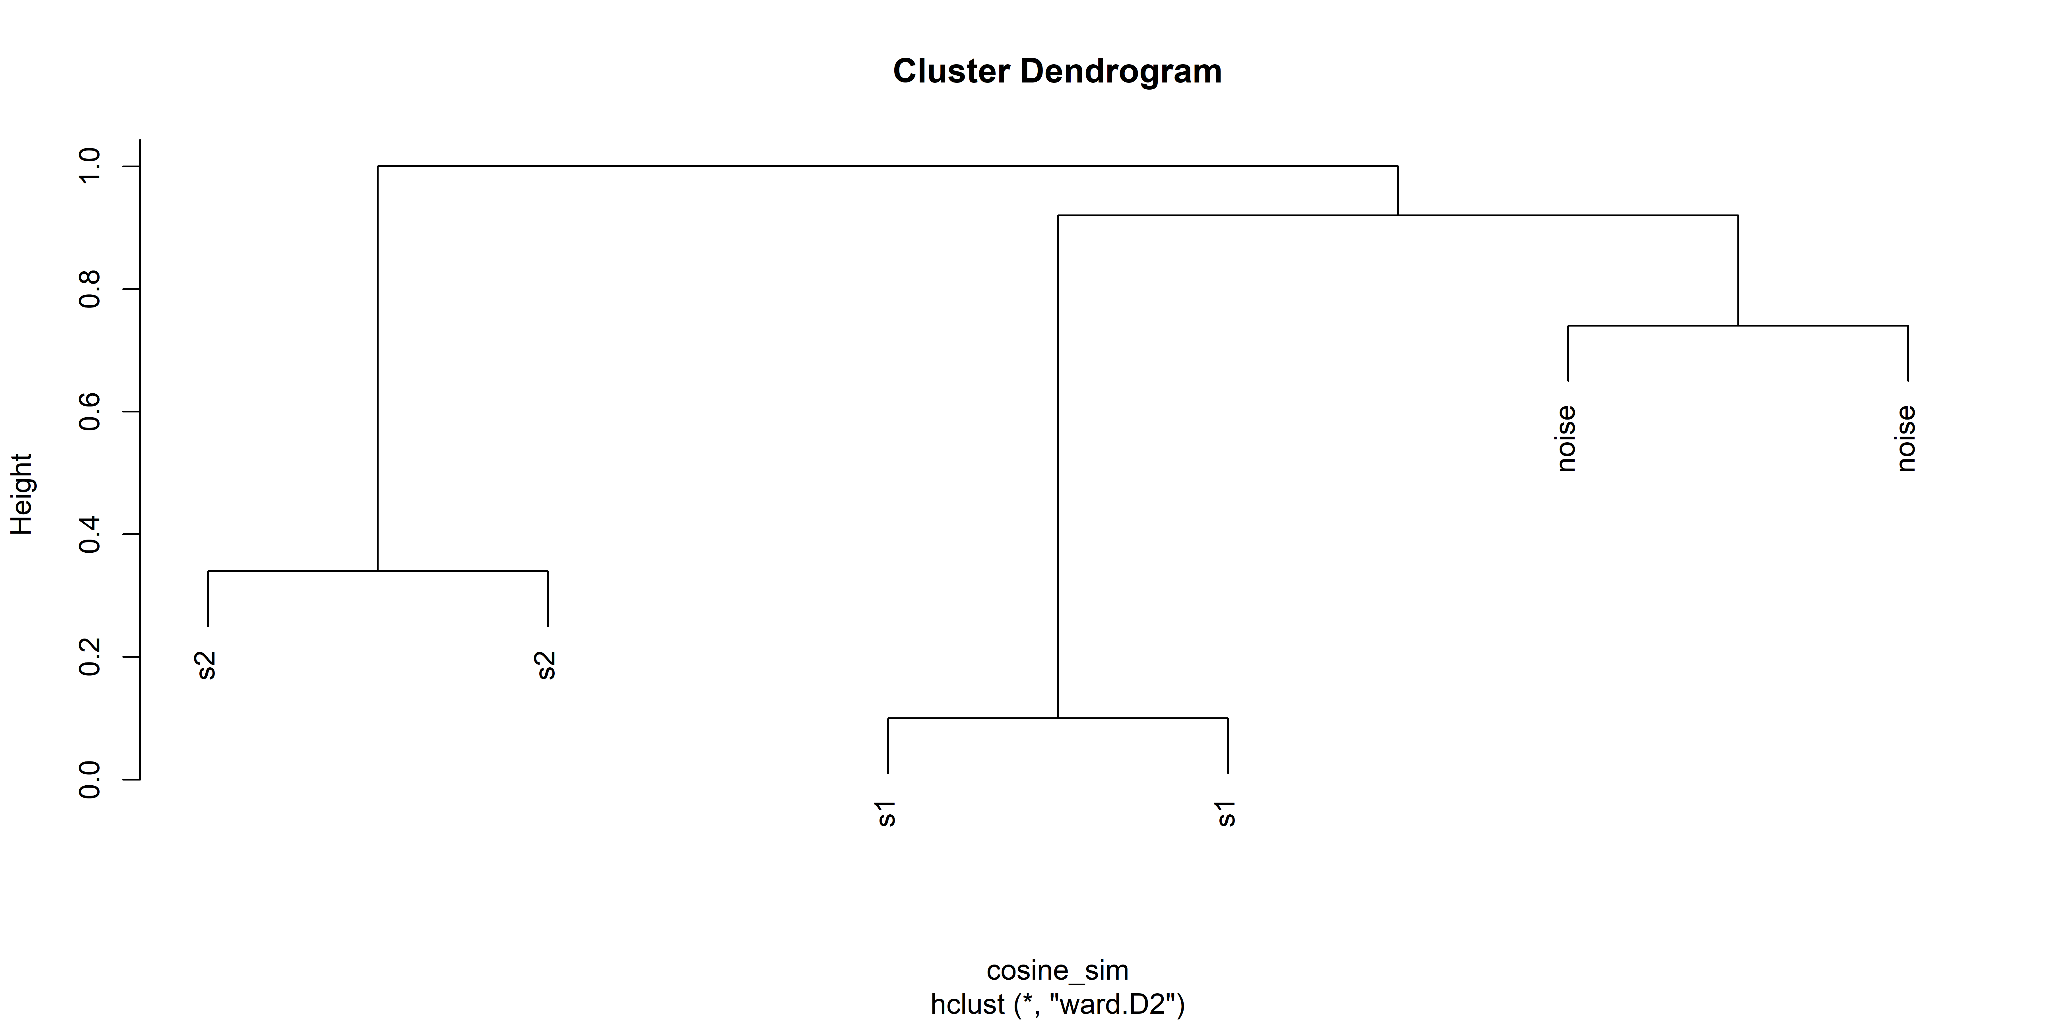 Cluster Dendrogram
Height
1.0
0.8
0.6
0.4
0.2
0.0
s2
s2
s1
s1
noise
noise
cosine_sim
hclust (*, "ward.D2")